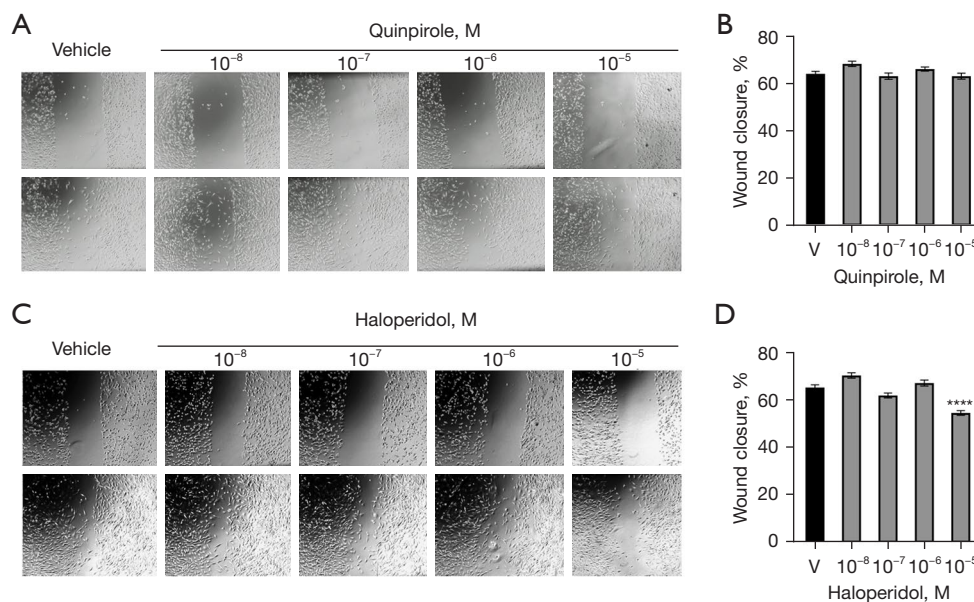 A
Quinpirole, M
Vehicle
10⁻⁸
10⁻⁷
10⁻⁶
10⁻⁵
B
Wound closure, %
80
60
40
20
0
V
10⁻⁸
10⁻⁷
10⁻⁶
10⁻⁵
Quinpirole, M
C
Haloperidol, M
Vehicle
10⁻⁸
10⁻⁷
10⁻⁶
10⁻⁵
D
Wound closure, %
80
60
40
20
0
****
V
10⁻⁸
10⁻⁷
10⁻⁶
10⁻⁵
Haloperidol, M